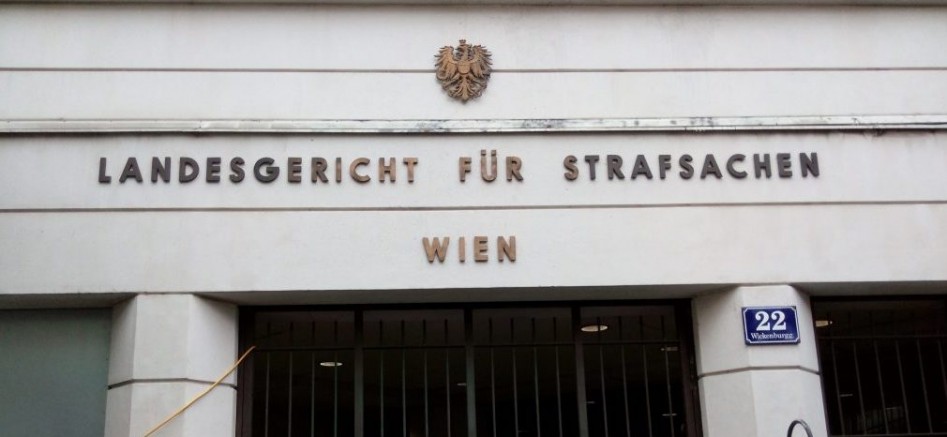 LANDESGERICHT FÜR STRAFSACHEN
WIEN
22
Wickenburgg.